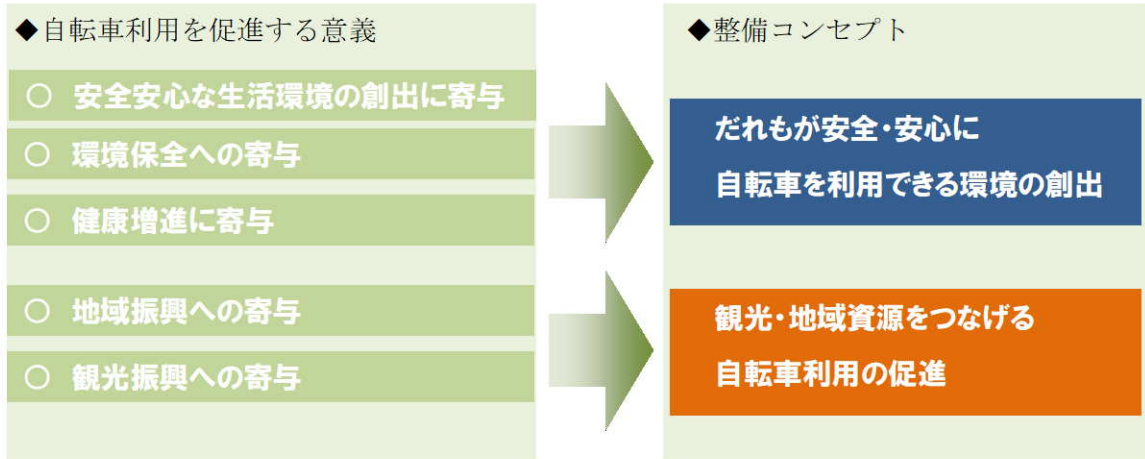 ◆自転車利用を促進する意義
○ 安全安心な生活環境の創出に寄与
○ 環境保全への寄与
○ 健康増進に寄与
○ 地域振興への寄与
○ 観光振興への寄与
◆整備コンセプト
だれもが安全・安心に
自転車を利用できる環境の創出
観光・地域資源をつなげる
自転車利用の促進